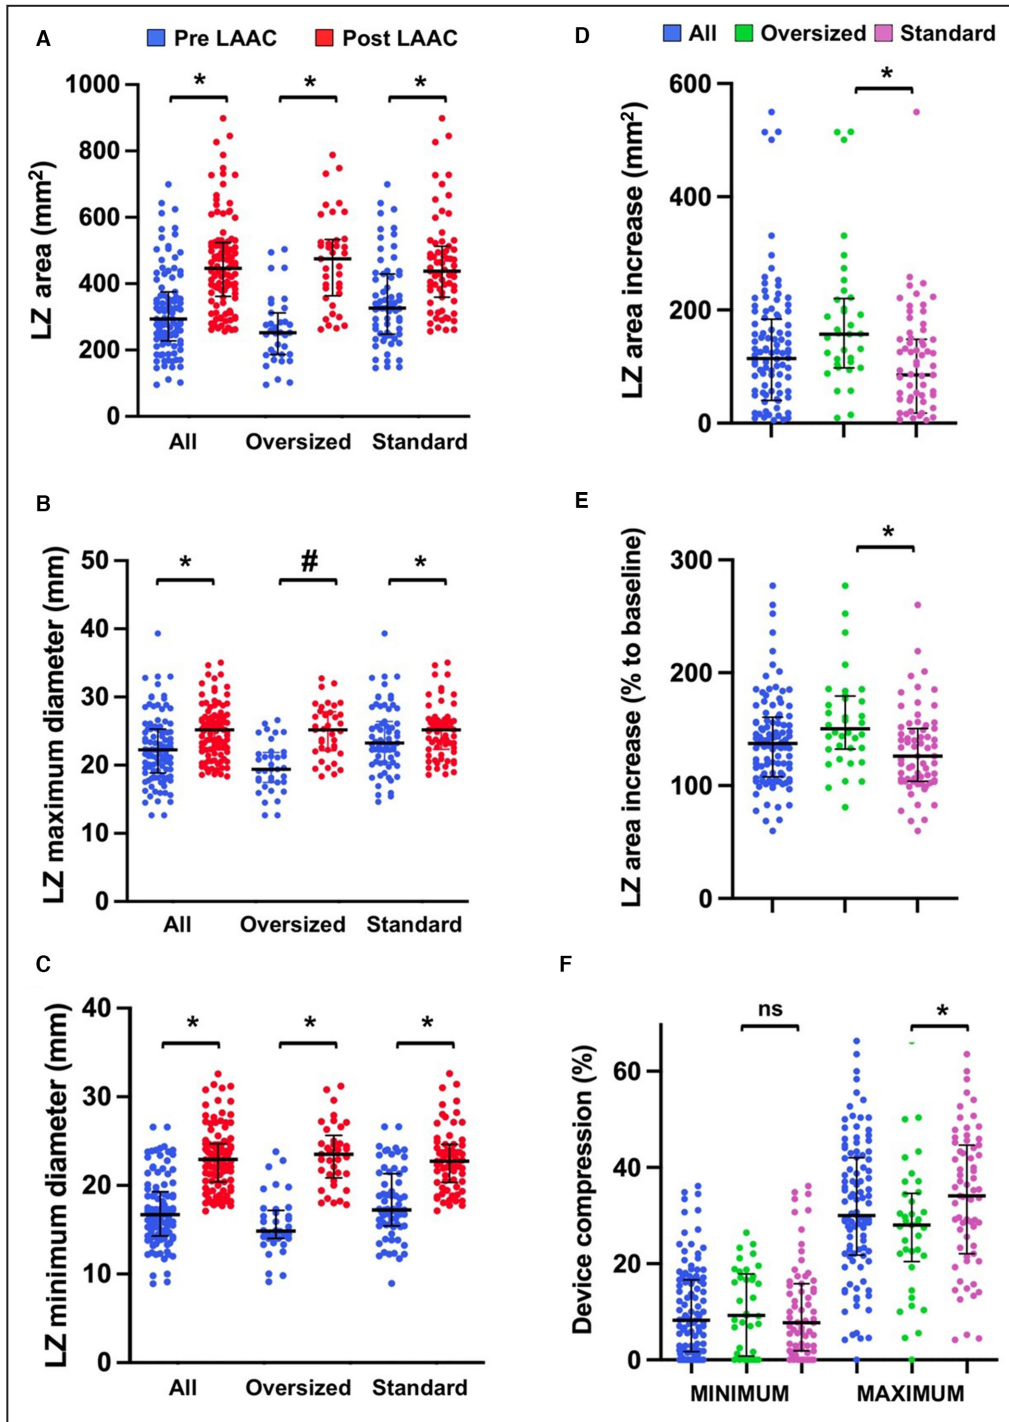 A
Pre LAAC
Post LAAC
LZ area (mm²)
1000
800
600
400
200
0
*
*
*
All
Oversized
Standard
B
LZ maximum diameter (mm)
50
40
30
20
10
0
*
#
*
All
Oversized
Standard
C
LZ minimum diameter (mm)
40
30
20
10
0
*
*
*
All
Oversized
Standard
D
All
Oversized
Standard
LZ area increase (mm²)
600
400
200
0
*
E
LZ area increase (% to baseline)
300
200
100
0
*
F
Device compression (%)
60
40
20
0
ns
*
MINIMUM
MAXIMUM